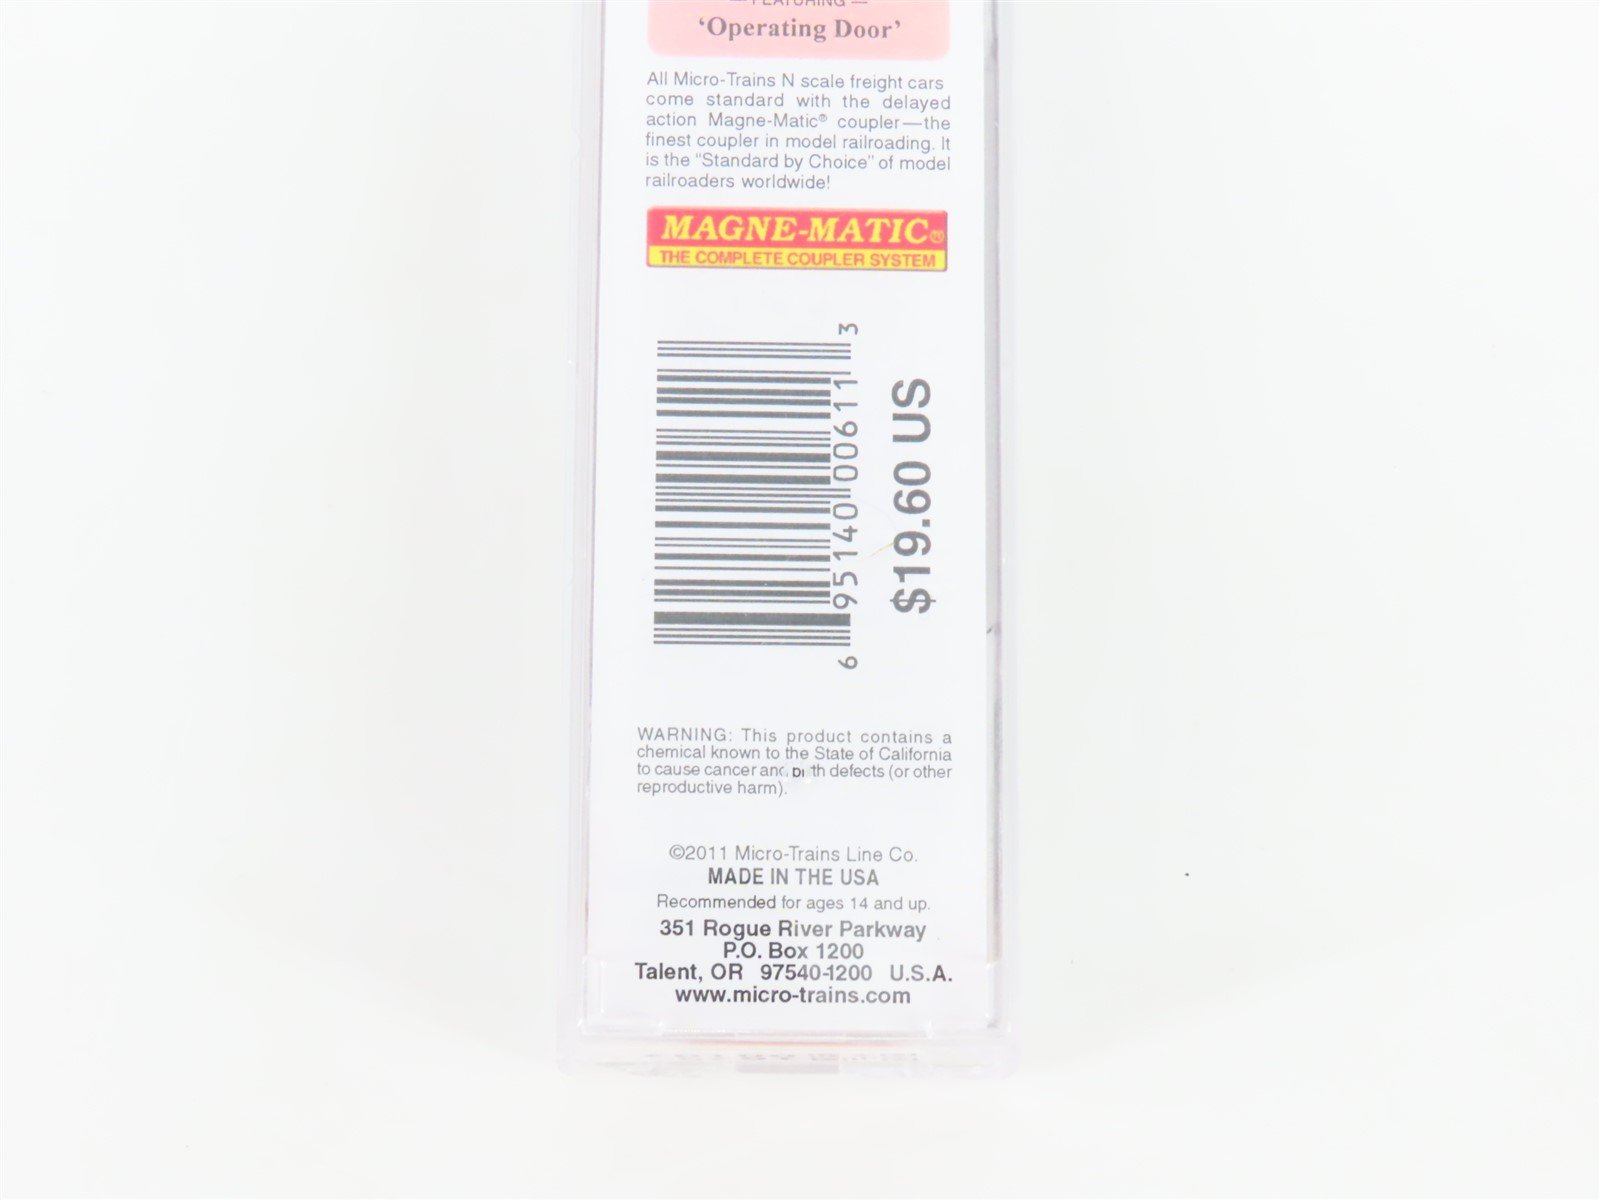 — FEATURING —
‘Operating Door’
All Micro-Trains N scale freight cars
come standard with the delayed
action Magne-Matic® coupler—the
finest coupler in model railroading. It
is the "Standard by Choice" of model
railroaders worldwide!
MAGNE-MATIC®
THE COMPLETE COUPLER SYSTEM
6 95140 00611 3
$19.60 US
WARNING: This product contains a
chemical known to the State of California
to cause cancer and birth defects (or other
reproductive harm).
©2011 Micro-Trains Line Co.
MADE IN THE USA
Recommended for ages 14 and up.
351 Rogue River Parkway
P.O. Box 1200
Talent, OR 97540-1200 U.S.A.
www.micro-trains.com